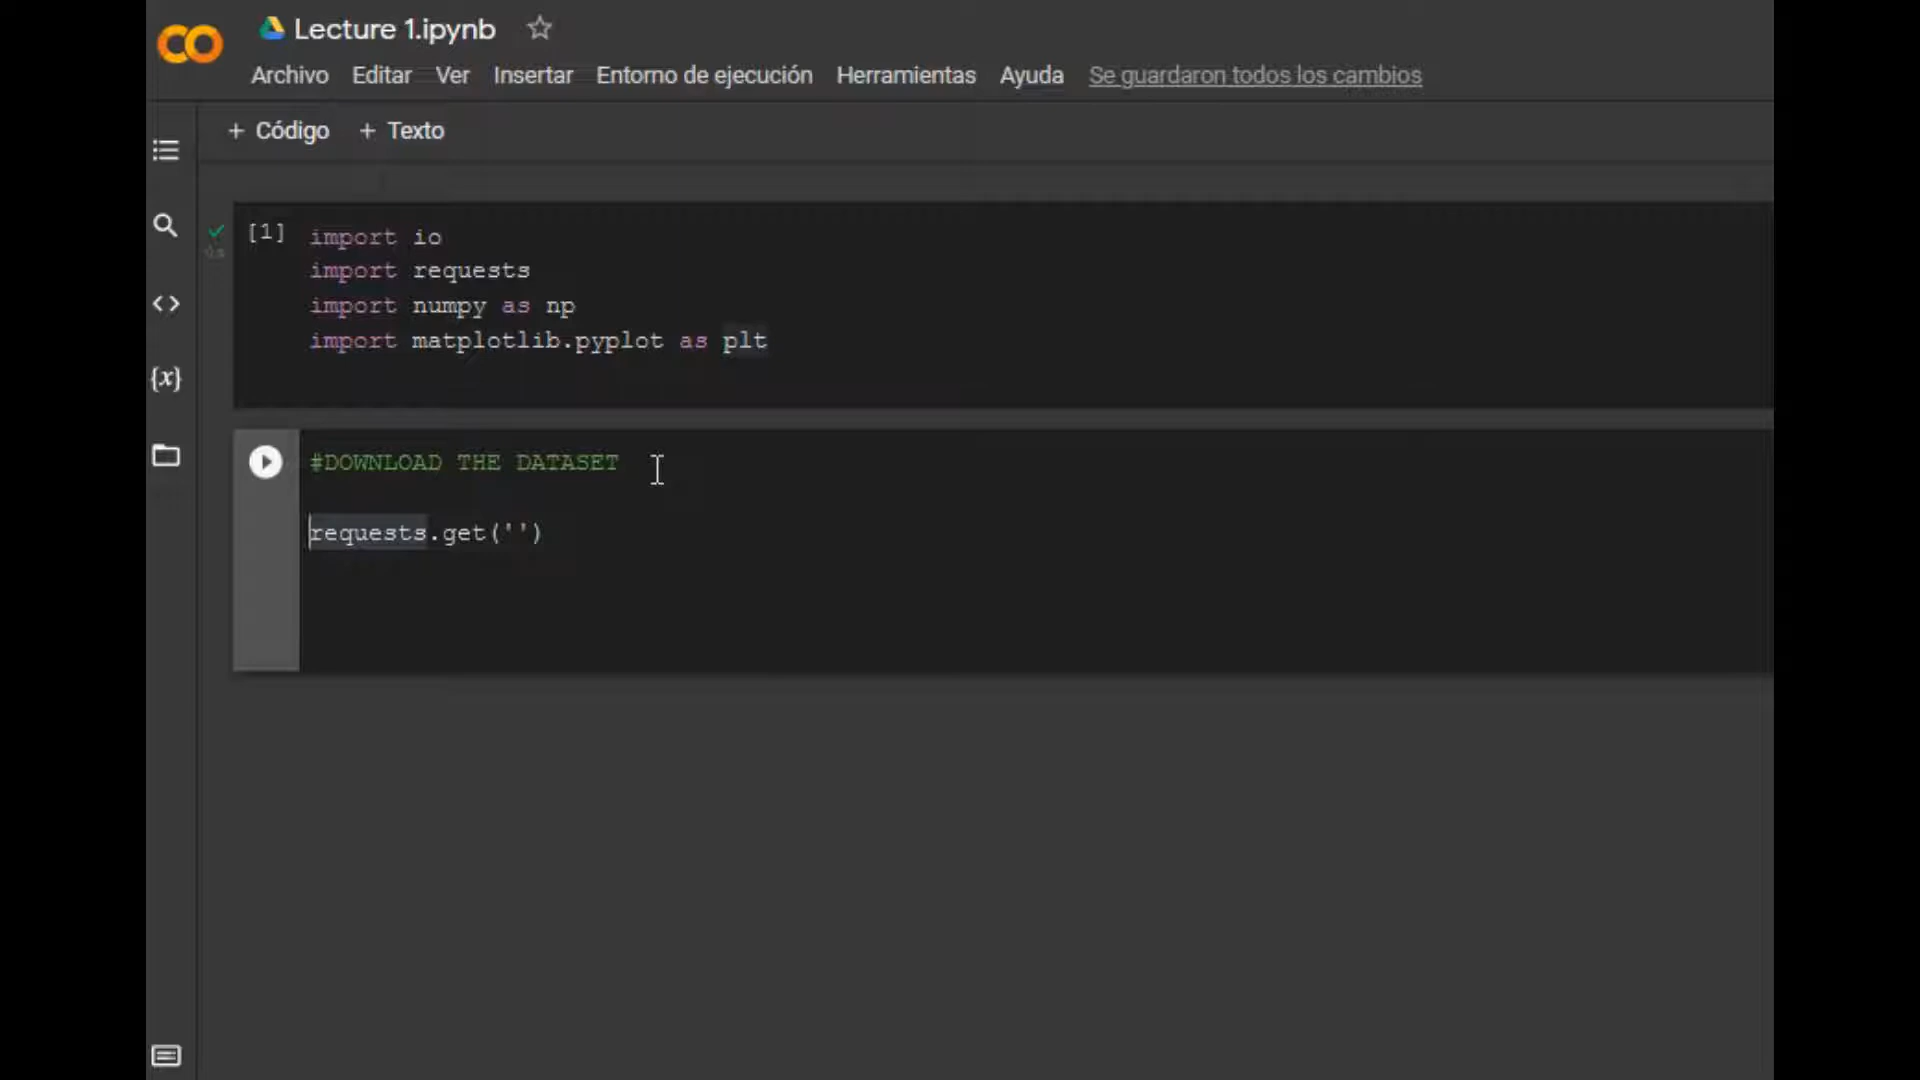 Lecture 1.ipynb
Archivo Editar Ver Insertar Entorno de ejecución Herramientas Ayuda Se guardaron todos los cambios
+ Código + Texto
[1] import io
import requests
import numpy as np
import matplotlib.pyplot as plt
{x}
#DOWNLOAD THE DATASET
requests.get('')